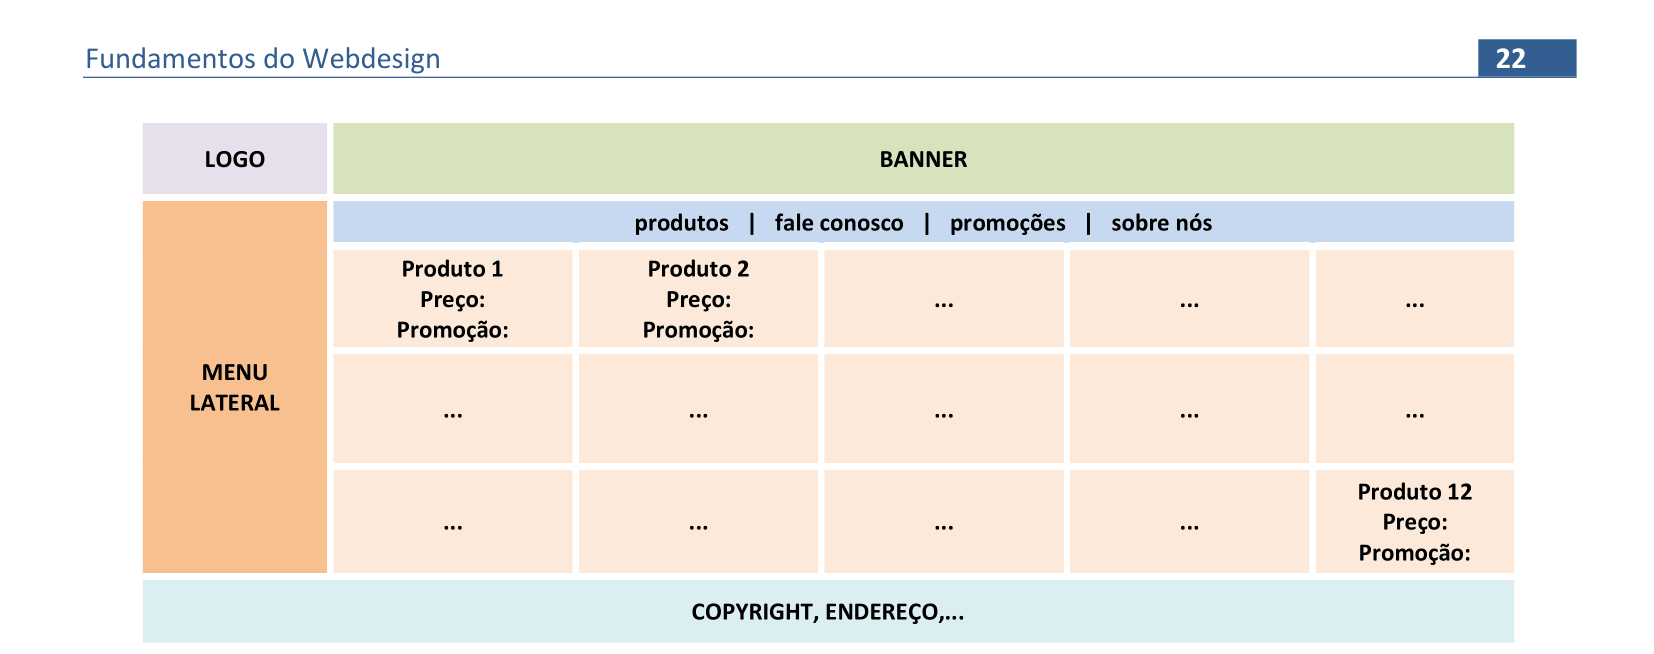 Fundamentos do Webdesign 22
LOGO
BANNER
produtos | fale conosco | promoções | sobre nós
MENU
LATERAL
Produto 1
Preço:
Promoção:
Produto 2
Preço:
Promoção:
...
...
...
...
...
...
...
...
...
...
...
...
Produto 12
Preço:
Promoção:
COPYRIGHT, ENDEREÇO,...